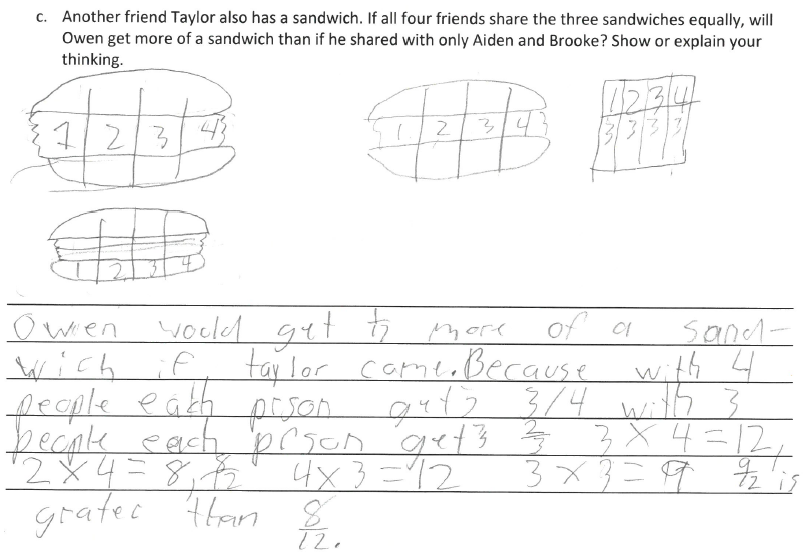 c. Another friend Taylor also has a sandwich. If all four friends share the three sandwiches equally, will
Owen get more of a sandwich than if he shared with only Aiden and Brooke? Show or explain your
thinking.
1 2 3 4
1 2 3 4
1 2 3 4
3 3 3 3
1 2 3 4
Owen woold get 1/12 more of a sand-
wich if taylor came. Because with 4
people eath prson gets 3/4 with 3
people each prson gets 2/3 3 x 4 = 12,
2 x 4 = 8, 8/12 4 x 3 = 12 3 x 3 = 9 9/12 is
grater than 8/12.